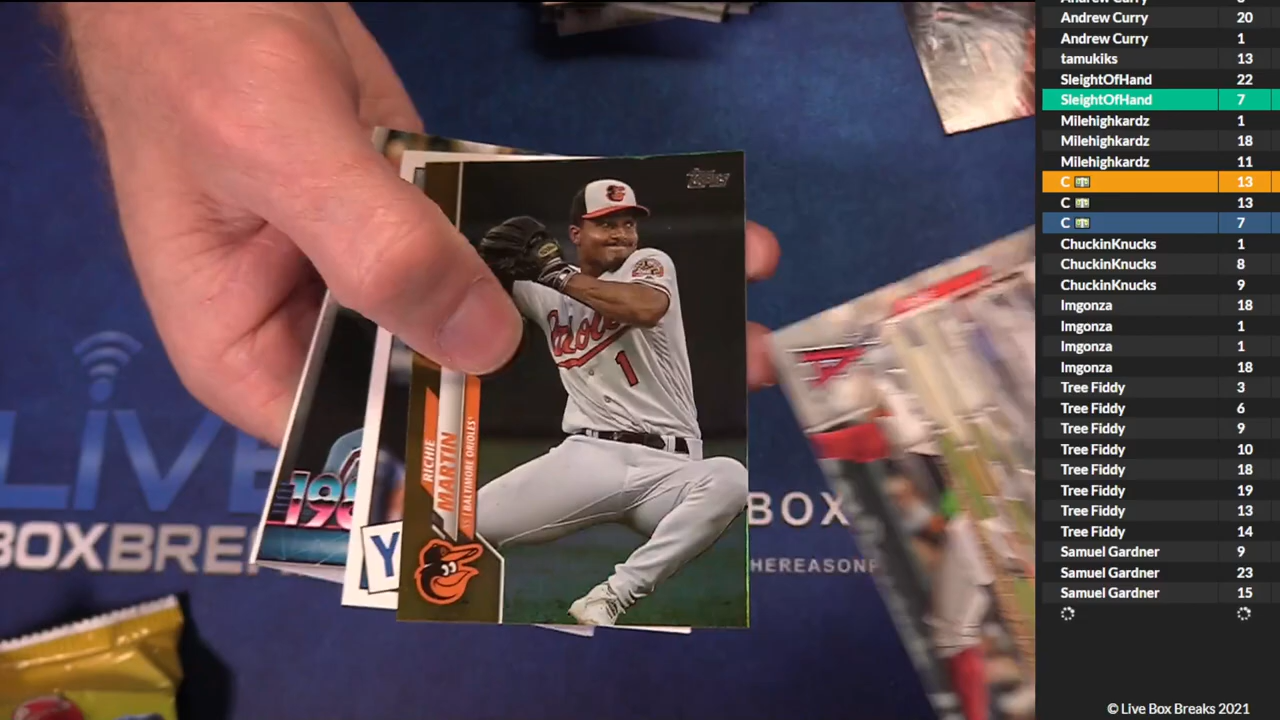 Andrew Curry 20
Andrew Curry 1
tamukiks 13
SleightOfHand 22
SleightOfHand 7
Milehighkardz 1
Milehighkardz 18
Milehighkardz 11
C 13
C 13
C 7
ChuckinKnucks 1
ChuckinKnucks 8
ChuckinKnucks 9
Imgonza 18
Imgonza 1
Imgonza 1
Imgonza 18
Tree Fiddy 3
Tree Fiddy 6
Tree Fiddy 9
Tree Fiddy 10
Tree Fiddy 18
Tree Fiddy 19
Tree Fiddy 13
Tree Fiddy 14
Samuel Gardner 9
Samuel Gardner 23
Samuel Gardner 15
© Live Box Breaks 2021
Topps
Orioles
1
RICHIE
MARTIN
SS | BALTIMORE ORIOLES
198
Y
LiVE
BOXBRE
BOX
HEREASONF